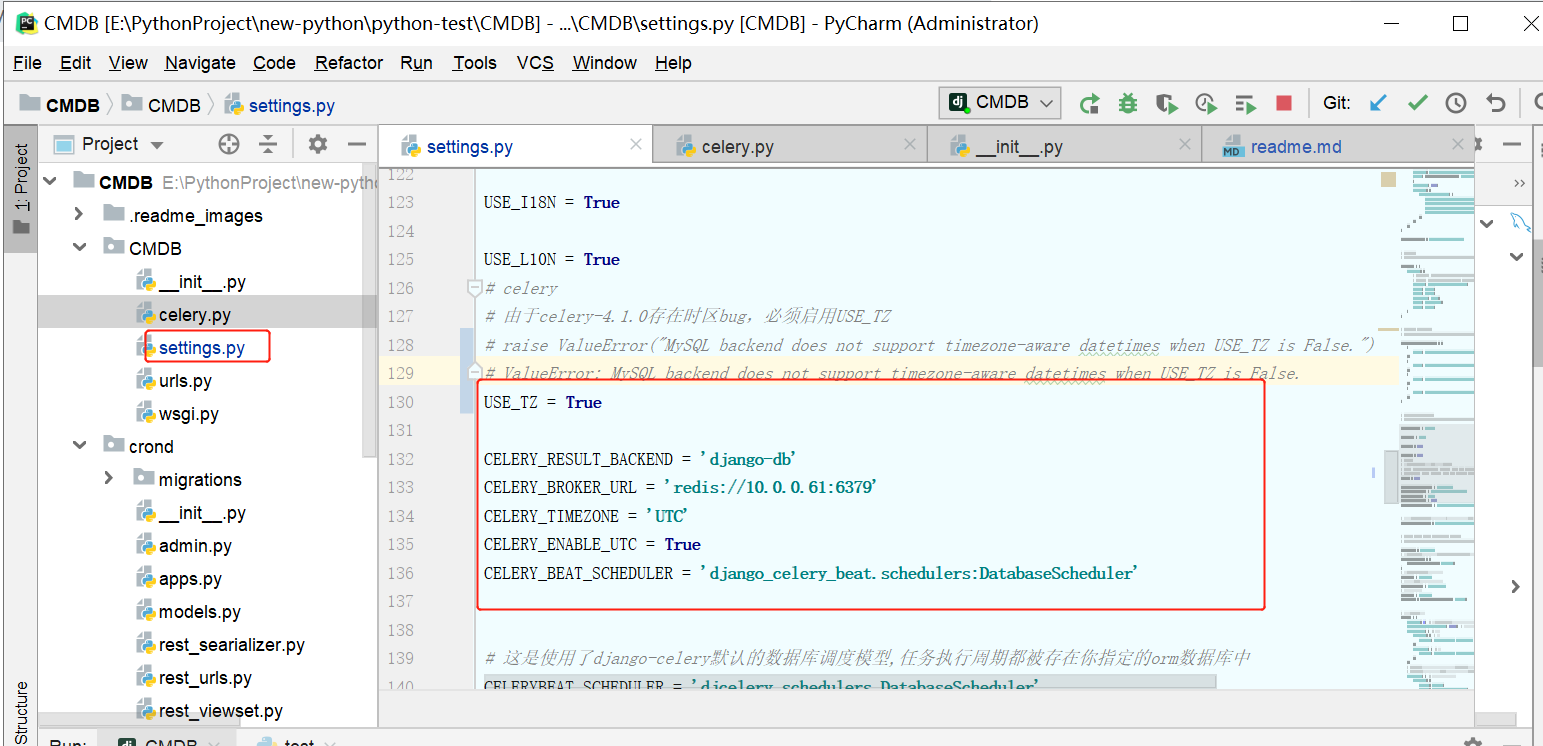 CMDB [E:\PythonProject\new-python\python-test\CMDB] - ...\CMDB\settings.py [CMDB] - PyCharm (Administrator)
File Edit View Navigate Code Refactor Run Tools VCS Window Help
CMDB CMDB settings.py CMDB Git:
1: Project
Project
settings.py celery.py __init__.py readme.md
CMDB E:\PythonProject\new-pytho
.readme_images
CMDB
__init__.py
celery.py
settings.py
urls.py
wsgi.py
crond
migrations
__init__.py
admin.py
apps.py
models.py
rest_searializer.py
rest_urls.py
rest_viewset.py
Structure
122
123 USE_I18N = True
124
125 USE_L10N = True
126 # celery
127 # 由于celery-4.1.0存在时区bug，必须启用USE_TZ
128 # raise ValueError("MySQL backend does not support timezone-aware datetimes when USE_TZ is False.")
129 # ValueError: MySQL backend does not support timezone-aware datetimes when USE_TZ is False.
130 USE_TZ = True
131
132 CELERY_RESULT_BACKEND = 'django-db'
133 CELERY_BROKER_URL = 'redis://10.0.0.61:6379'
134 CELERY_TIMEZONE = 'UTC'
135 CELERY_ENABLE_UTC = True
136 CELERY_BEAT_SCHEDULER = 'django_celery_beat.schedulers:DatabaseScheduler'
137
138
139 # 这是使用了django-celery默认的数据库调度模型,任务执行周期都被存在你指定的orm数据库中
140 CELERYBEAT_SCHEDULER = 'djcelery.schedulers.DatabaseScheduler'
Run: CMDB test